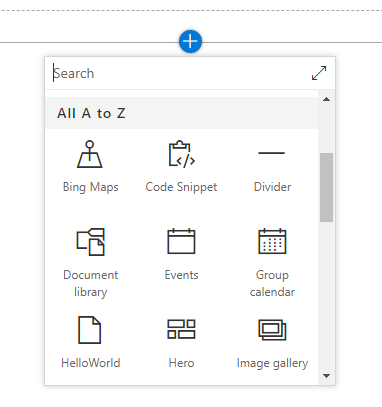 Search
All A to Z
Bing Maps
Code Snippet
Divider
Document
library
Events
Group
calendar
HelloWorld
Hero
Image gallery